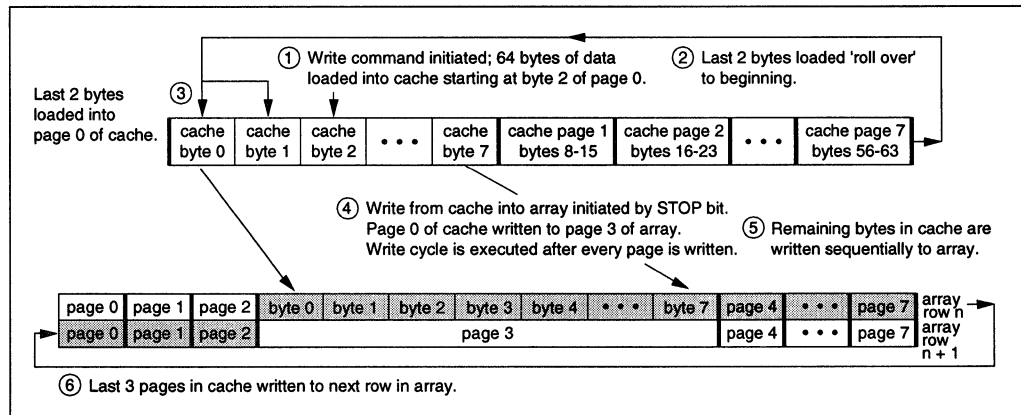 ① Write command initiated; 64 bytes of data
loaded into cache starting at byte 2 of page 0.
② Last 2 bytes loaded 'roll over'
to beginning.
Last 2 bytes
loaded into
page 0 of cache.
③
cache byte 0 cache byte 1 cache byte 2 • • • cache byte 7 cache page 1 bytes 8-15 cache page 2 bytes 16-23 • • • cache page 7 bytes 56-63
④ Write from cache into array initiated by STOP bit.
Page 0 of cache written to page 3 of array.
Write cycle is executed after every page is written.
⑤ Remaining bytes in cache are
written sequentially to array.
page 0 page 1 page 2 byte 0 byte 1 byte 2 byte 3 byte 4 • • • byte 7 page 4 • • • page 7 array row n
page 0 page 1 page 2 page 3 page 4 • • • page 7 array row n + 1
⑥ Last 3 pages in cache written to next row in array.